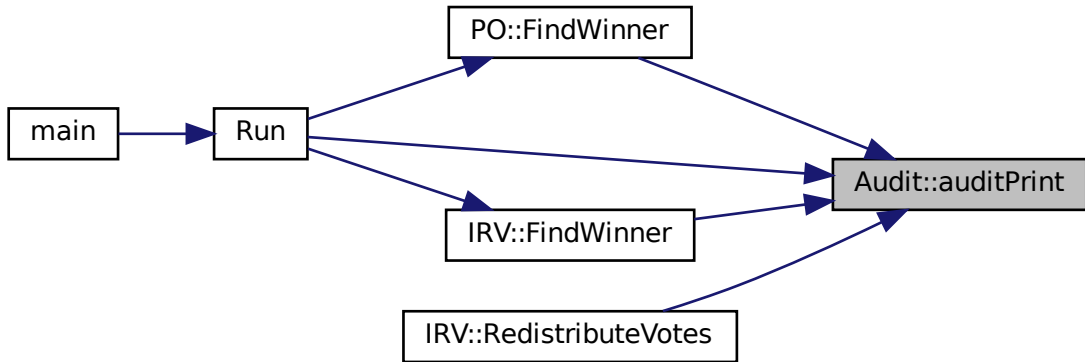 PO::FindWinner
main
Run
Audit::auditPrint
IRV::FindWinner
IRV::RedistributeVotes